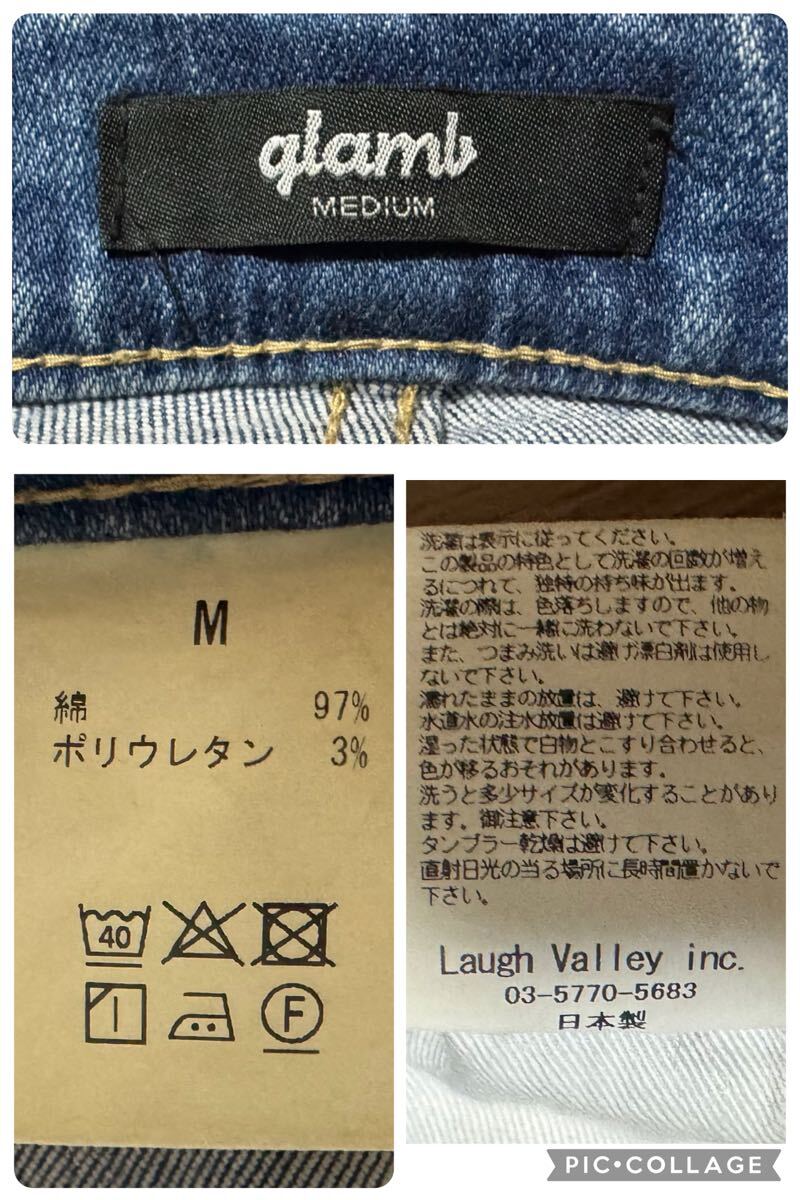 glamb
MEDIUM
M
綿 97%
ポリウレタン 3%
40
F
洗濯は表示に従ってください。
この製品の特色として洗濯の回数が増え
るにつれて、独特の持ち味が出ます。
洗濯の際は、色落ちしますので、他の物
とは絶対に一緒に洗わないで下さい。
また、つまみ洗いは避け漂白剤は使用し
ないで下さい。
濡れたままの放置は、避けて下さい。
水道水の注水放置は避けて下さい。
湿った状態で白物とこすり合わせると、
色が移るおそれがあります。
洗うと多少サイズが変化することがあり
ます。御注意下さい。
タンブラー乾燥は避けて下さい。
直射日光の当る場所に長時間置かないで
下さい。
Laugh Valley inc.
03-5770-5683
日本製
PIC•COLLAGE